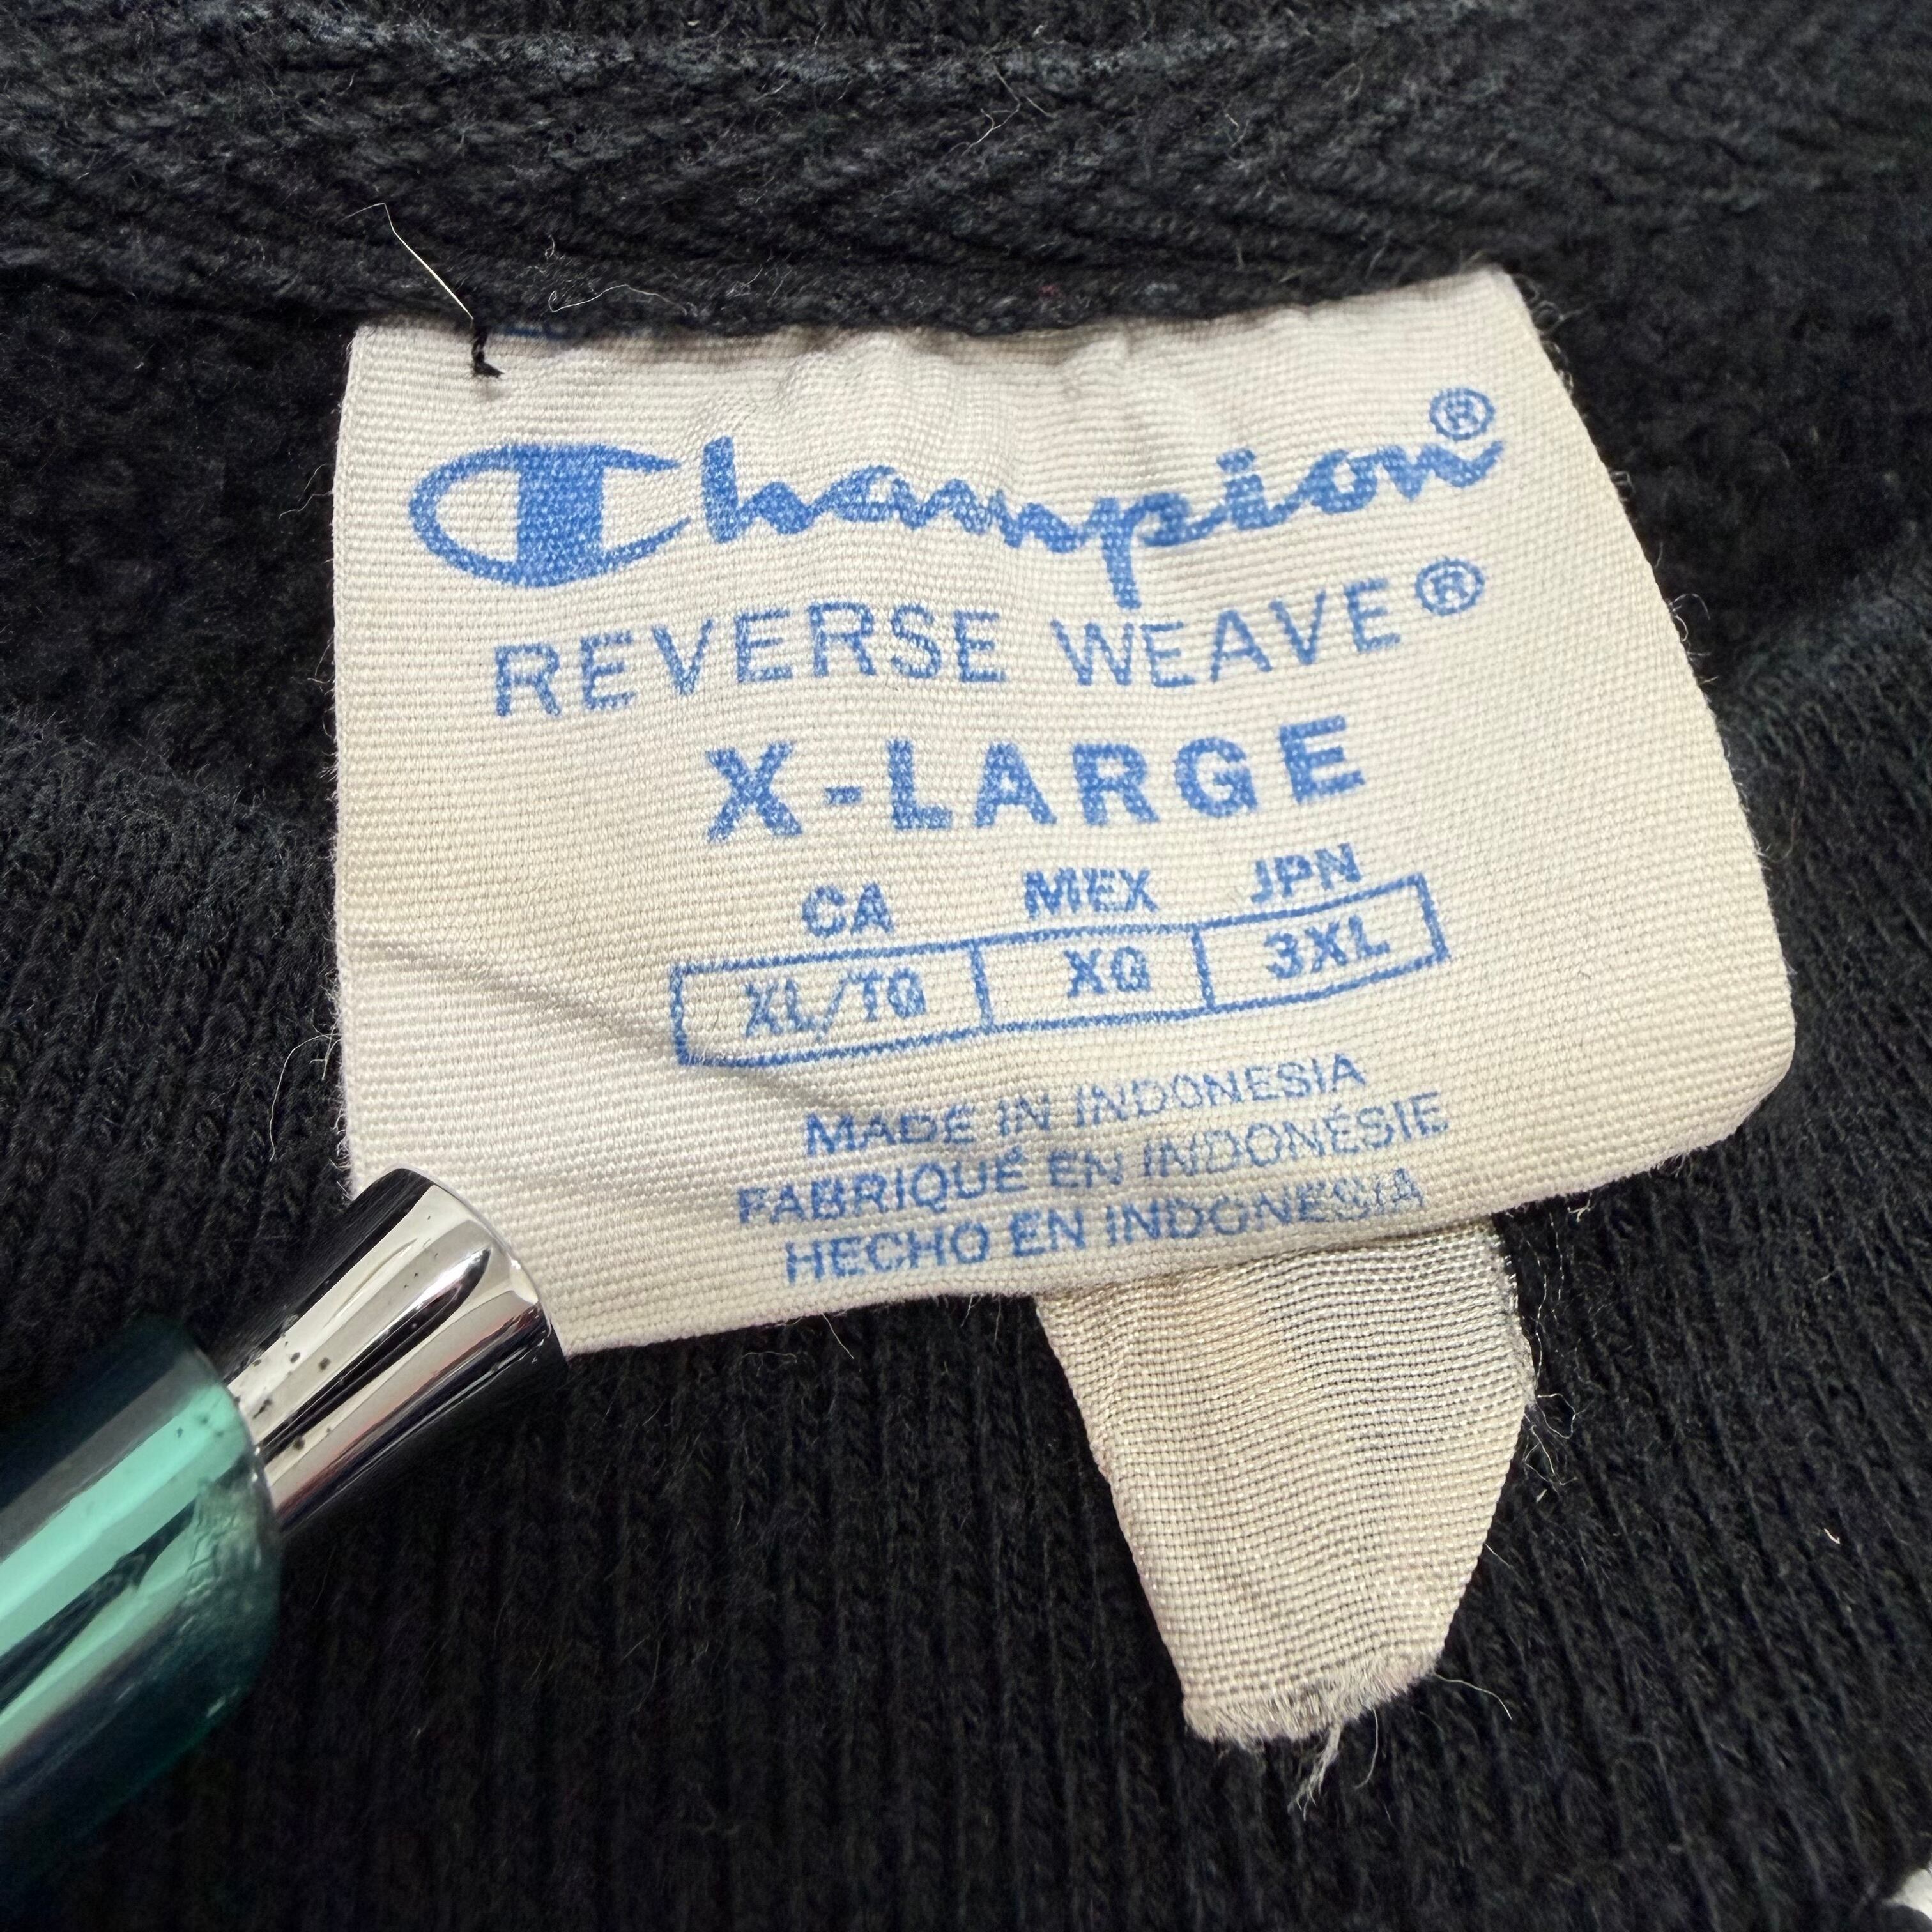 Champion®
REVERSE WEAVE®
X-LARGE
CA MEX JPN
XL/TG XG 3XL
MADE IN INDONESIA
FABRIQUÉ EN INDONÉSIE
HECHO EN INDONESIA